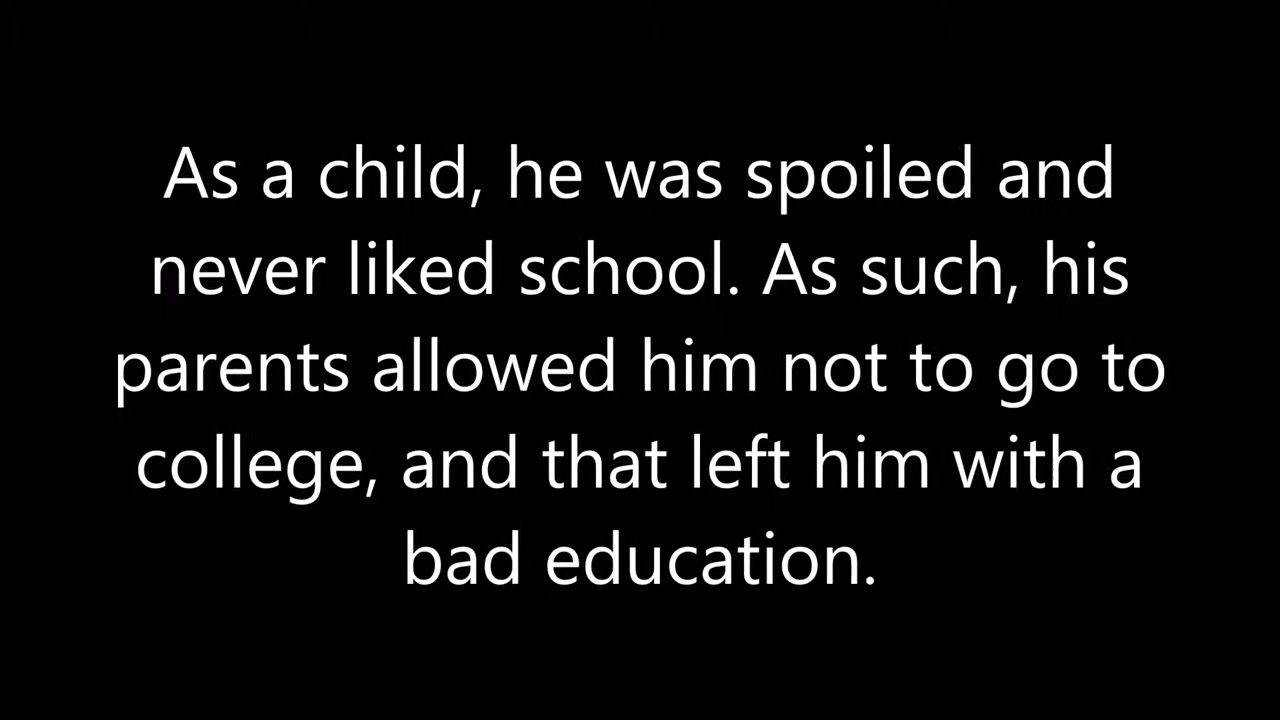 As a child, he was spoiled and
never liked school. As such, his
parents allowed him not to go to
college, and that left him with a
bad education.